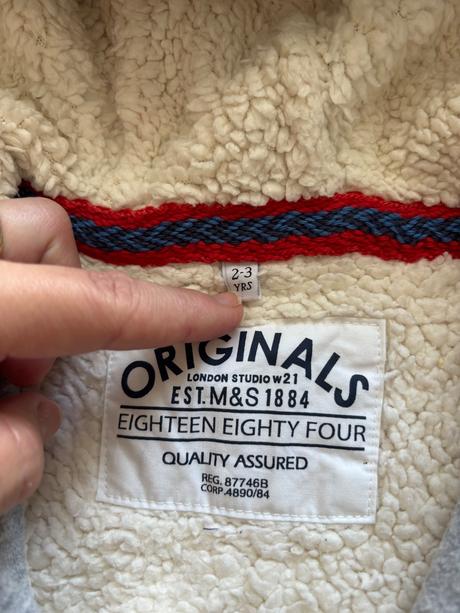 2-3
YRS
ORIGINALS
LONDON STUDIO W21
EST.M&S 1884
EIGHTEEN EIGHTY FOUR
QUALITY ASSURED
REG. 87746B
CORP.4890/84